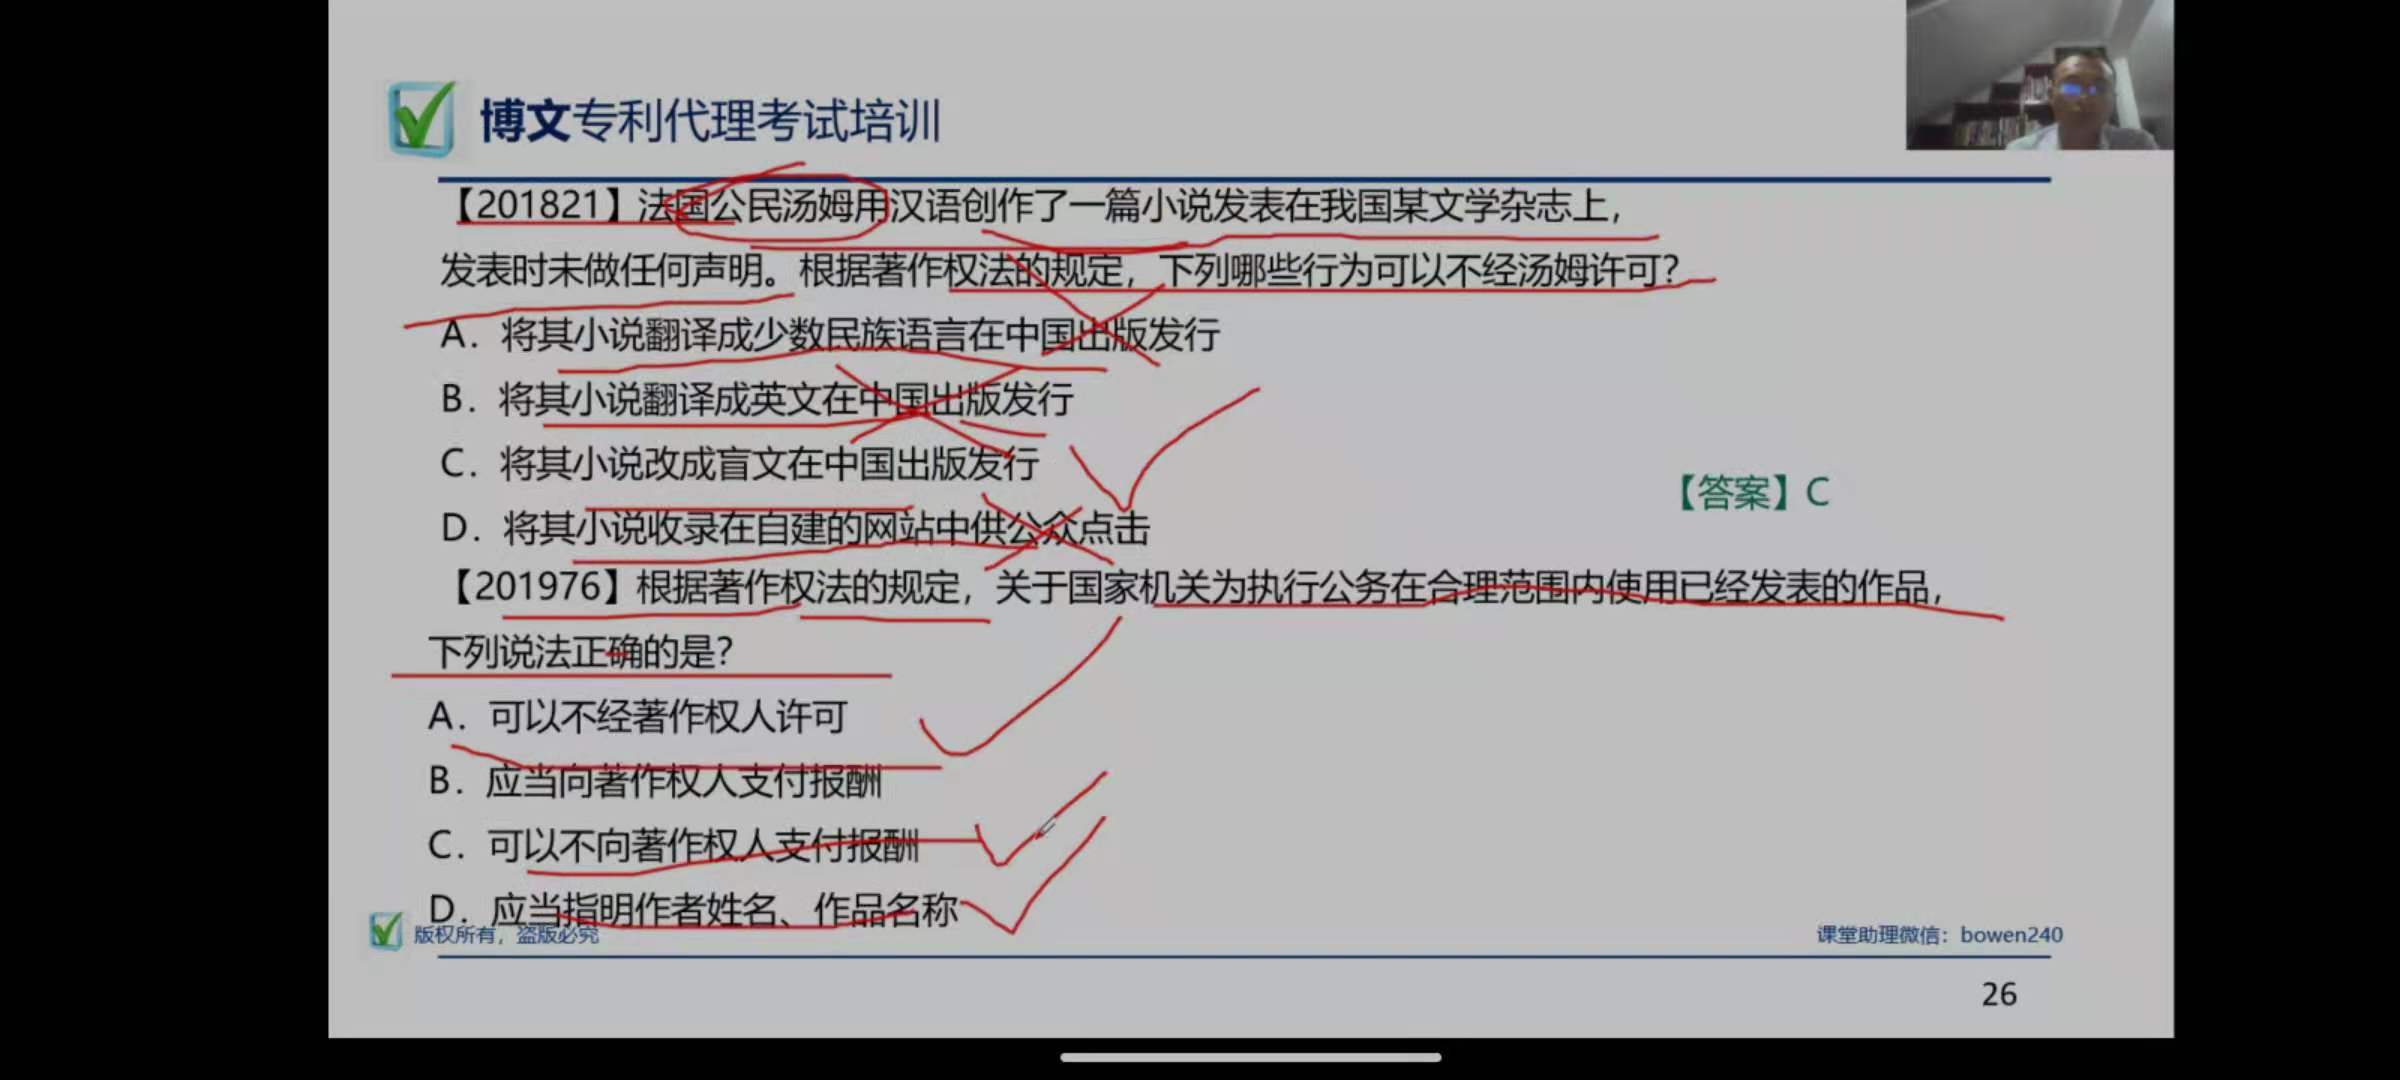 博文专利代理考试培训
【201821】法国公民汤姆用汉语创作了一篇小说发表在我国某文学杂志上，
发表时未做任何声明。根据著作权法的规定，下列哪些行为可以不经汤姆许可？
A．将其小说翻译成少数民族语言在中国出版发行
B．将其小说翻译成英文在中国出版发行
C．将其小说改成盲文在中国出版发行
【答案】C
D．将其小说收录在自建的网站中供公众点击
【201976】根据著作权法的规定，关于国家机关为执行公务在合理范围内使用已经发表的作品，
下列说法正确的是？
A．可以不经著作权人许可
B．应当向著作权人支付报酬
C．可以不向著作权人支付报酬
D．应当指明作者姓名、作品名称
版权所有，盗版必究
课堂助理微信：bowen240
26